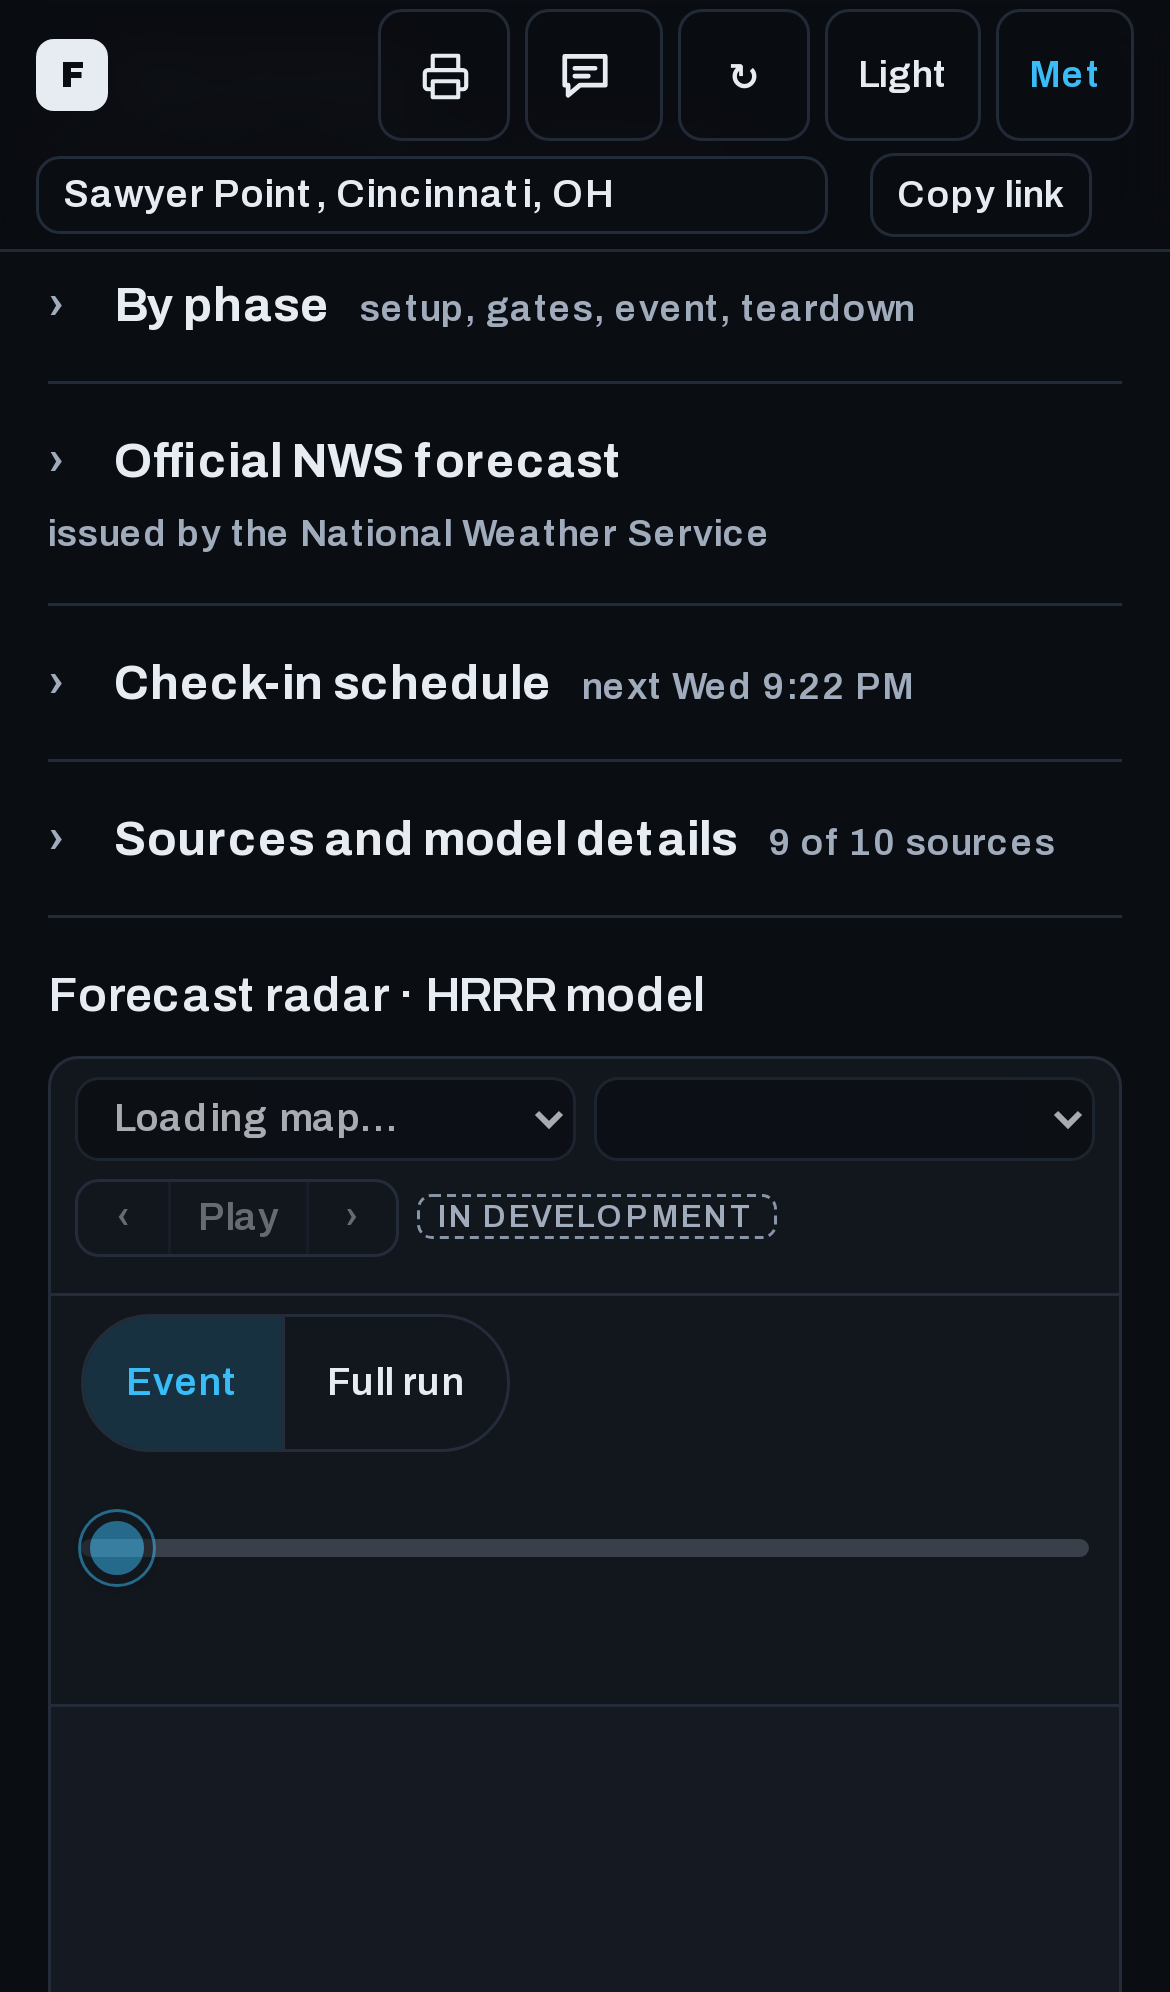 F
Light
Met
Sawyer Point, Cincinnati, OH
Copy link
› By phase setup, gates, event, teardown
› Official NWS forecast
issued by the National Weather Service
› Check-in schedule next Wed 9:22 PM
› Sources and model details 9 of 10 sources
Forecast radar · HRRR model
Loading map...
‹ Play › IN DEVELOPMENT
Event Full run